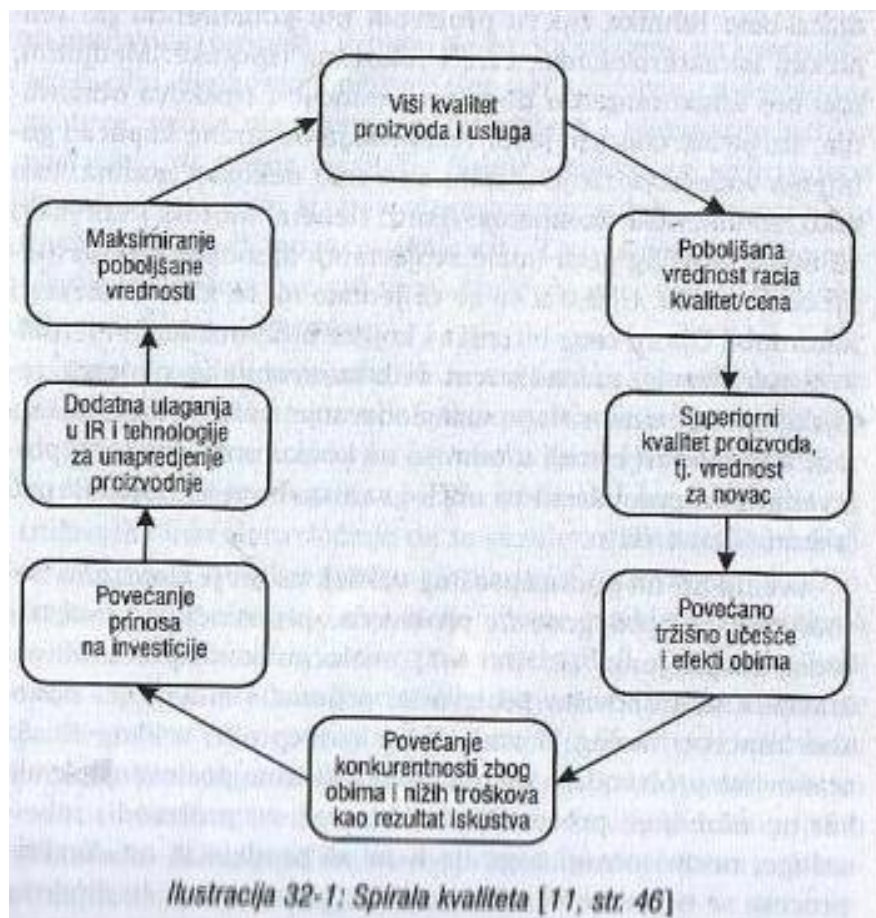 Viši kvalitet
proizvoda i usluga
Poboljšana
vrednost racia
kvalitet/cena
Superiorni
kvalitet proizvoda,
tj. vrednost
za novac
Povećano
tržišno učešće
i efekti obima
Povećanje
konkurentnosti zbog
obima i nižih troškova
kao rezultat iskustva
Povećanje
prinosa
na investicije
Dodatna ulaganja
u IR i tehnologije
za unapredjenje
proizvodnje
Maksimiranje
poboljšane
vrednosti
Ilustracija 32-1: Spirala kvaliteta [11, str. 46]